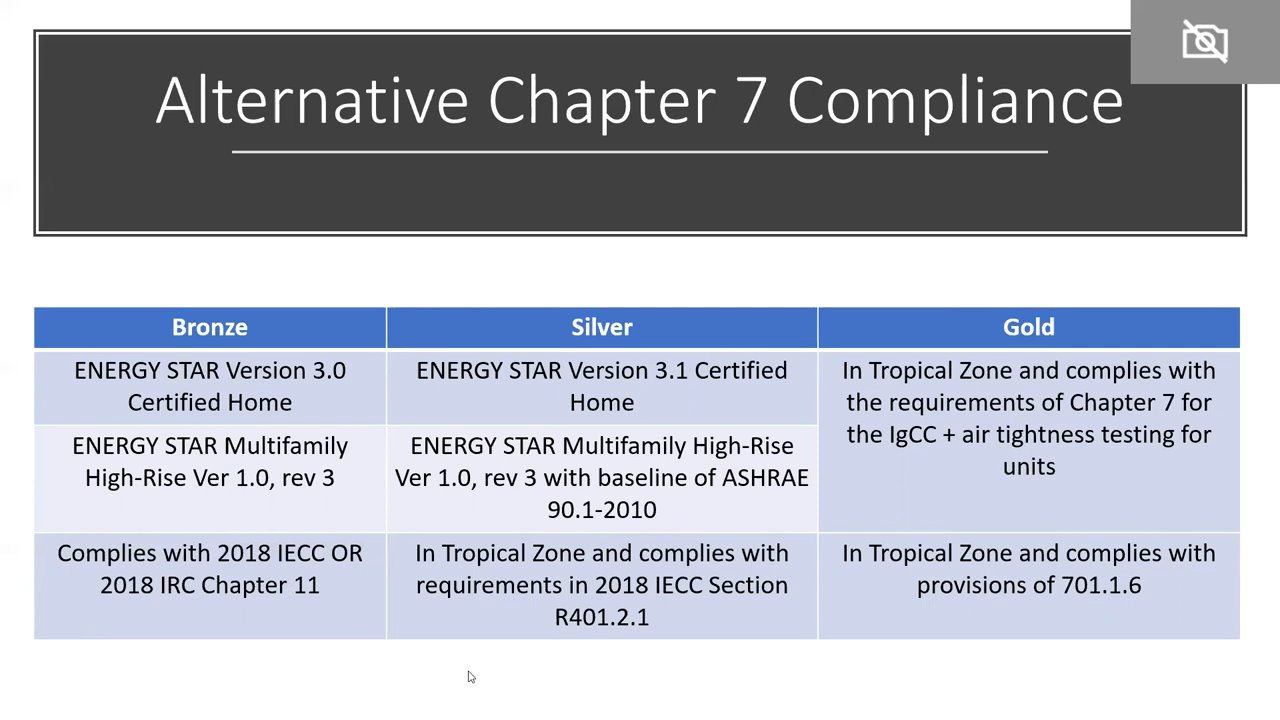 Alternative Chapter 7 Compliance
Bronze
Silver
Gold
ENERGY STAR Version 3.0
Certified Home
ENERGY STAR Version 3.1 Certified
Home
In Tropical Zone and complies with
the requirements of Chapter 7 for
the IgCC + air tightness testing for
units
ENERGY STAR Multifamily
High-Rise Ver 1.0, rev 3
ENERGY STAR Multifamily High-Rise
Ver 1.0, rev 3 with baseline of ASHRAE
90.1-2010
Complies with 2018 IECC OR
2018 IRC Chapter 11
In Tropical Zone and complies with
requirements in 2018 IECC Section
R401.2.1
In Tropical Zone and complies with
provisions of 701.1.6